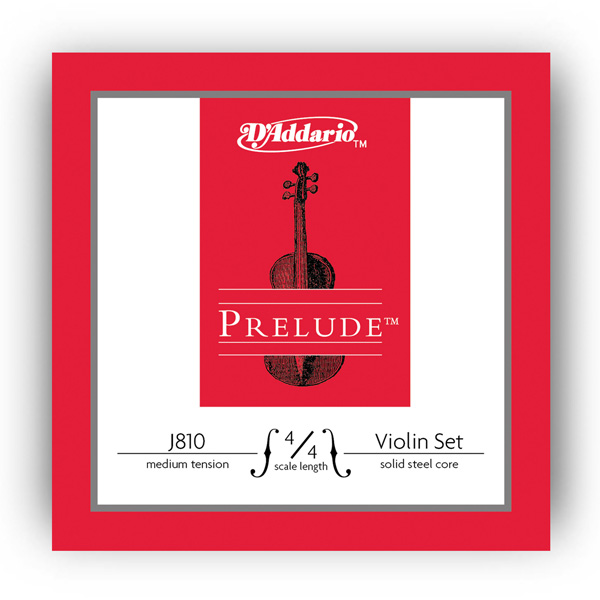 D'Addario™
PRELUDE™
J810
medium tension
4/4
scale length
Violin Set
solid steel core